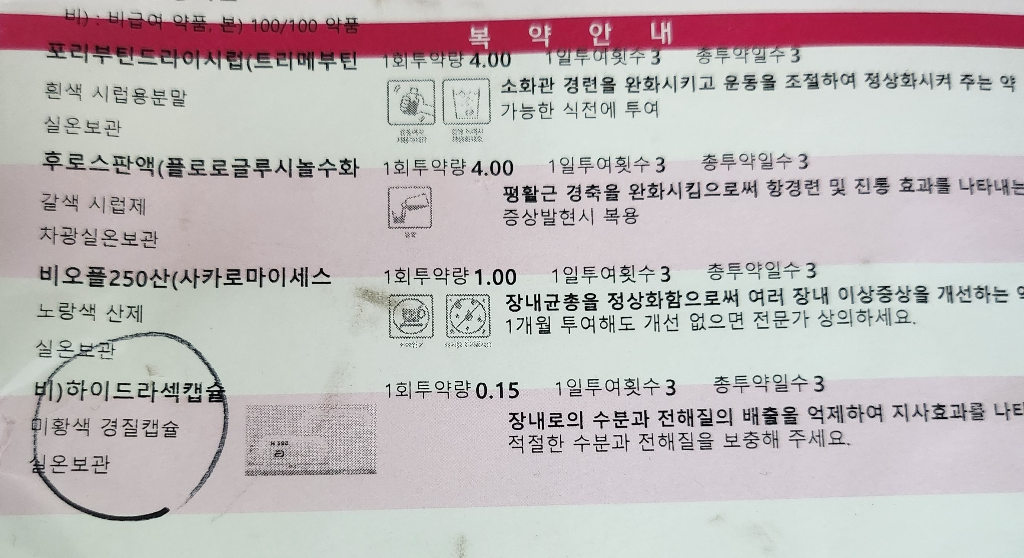 비) : 비급여 약품, 본) 100/100 약품
복 약 안 내
포리부틴드라이시럽(트리메부틴 1회투약량 4.00 1일투여횟수 3 총투약일수 3
흰색 시럽용분말 소화관 경련을 완화시키고 운동을 조절하여 정상화시켜 주는 약
실온보관 가능한 식전에 투여
후로스판액(플로로글루시놀수화 1회투약량 4.00 1일투여횟수 3 총투약일수 3
갈색 시럽제 평활근 경축을 완화시킴으로써 항경련 및 진통 효과를 나타내는
차광실온보관 증상발현시 복용
비오플250산(사카로마이세스 1회투약량 1.00 1일투여횟수 3 총투약일수 3
노랑색 산제 장내균총을 정상화함으로써 여러 장내 이상증상을 개선하는
실온보관 1개월 투여해도 개선 없으면 전문가 상의하세요.
비)하이드라섹캡슐 1회투약량 0.15 1일투여횟수 3 총투약일수 3
미황색 경질캡슐 장내로의 수분과 전해질의 배출을 억제하여 지사효과를 나타
실온보관 적절한 수분과 전해질을 보충해 주세요.